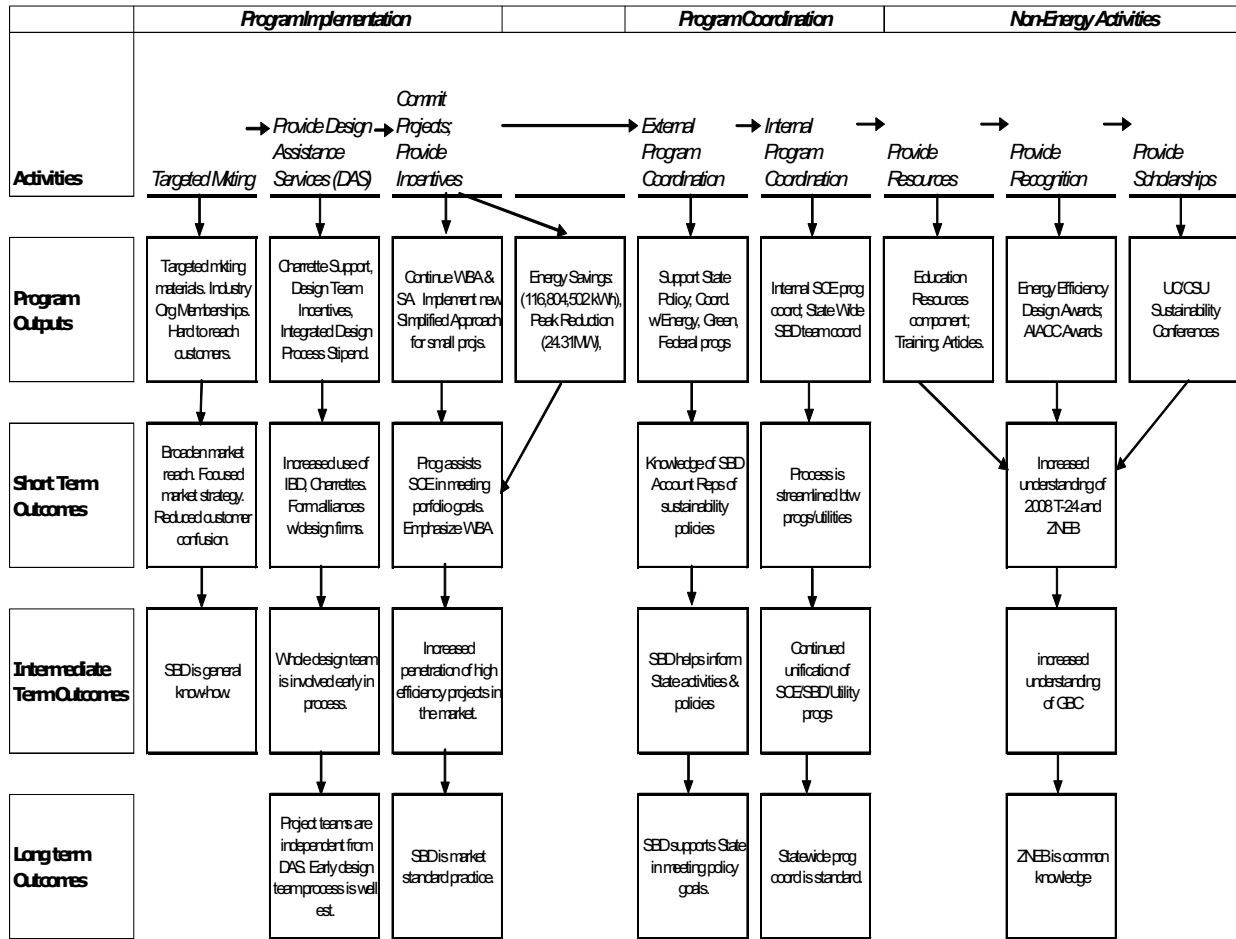 Program Implementation
Program Coordination
Non-Energy Activities
Activities
Targeted Mkting
Provide Design
Assistance
Services (DAS)
Commit
Projects;
Provide
Incentives
External
Program
Coordination
Internal
Program
Coordination
Provide
Resources
Provide
Recognition
Provide
Scholarships
Program
Outputs
Targeted mkting
materials. Industry
Org Memberships.
Hard to reach
customers.
Charrette Support,
Design Team
Incentives,
Integrated Design
Process Stipend.
Continue WBA &
SA Implement new
Simplified Approach
for small projs.
Energy Savings:
(116,804,502 kWh),
Peak Reduction
(24.31MW),
Support State
Policy; Coord.
w/Energy, Green,
Federal progs
Internal SCE prog
coord; State Wide
SBD team coord
Education
Resources
component;
Training; Articles.
Energy Efficiency
Design Awards;
AIACC Awards
UC/CSU
Sustainability
Conferences
Short Term
Outcomes
Broaden market
reach. Focused
market strategy.
Reduced customer
confusion.
Increased use of
IBD, Charrettes.
Form alliances
w/design firms.
Prog assists
SCE in meeting
porfolio goals.
Emphasize WBA
Knowledge of SBD
Account Reps of
sustainability
policies
Process is
streamlined btw
progs/utilities
Increased
understanding of
2008 T-24 and
ZNEB
Intermediate
Term Outcomes
SBD is general
know-how.
Whole design team
is involved early in
process.
Increased
penetration of high
efficiency projects in
the market.
SBD helps inform
State activities &
policies
Continued
unification of
SCE/SBD/Utility
progs
increased
understanding
of GBC
Long term
Outcomes
Project teams are
independent from
DAS. Early design
team process is well
est.
SBD is market
standard practice.
SBD supports State
in meeting policy
goals.
Statewide prog
coord is standard.
ZNEB is common
knowledge